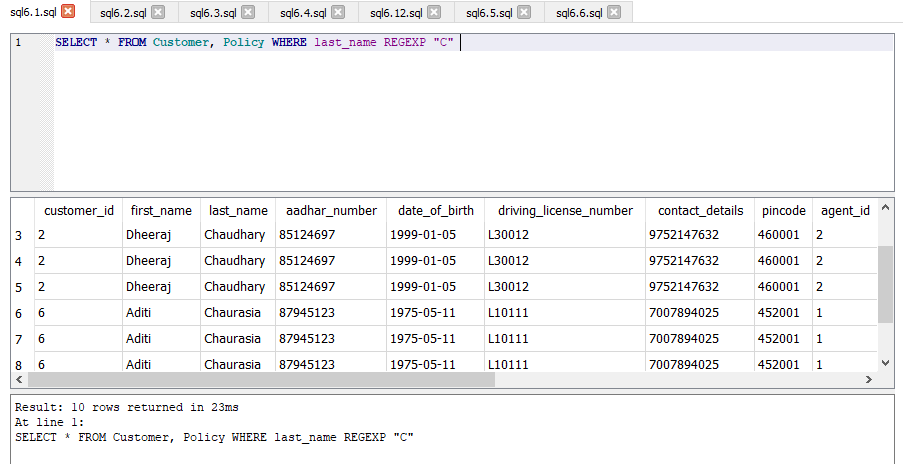 sql6.1.sql sql6.2.sql sql6.3.sql sql6.4.sql sql6.12.sql sql6.5.sql sql6.6.sql
1 SELECT * FROM Customer, Policy WHERE last_name REGEXP "C"
customer_id first_name last_name aadhar_number date_of_birth driving_license_number contact_details pincode agent_id
3 2 Dheeraj Chaudhary 85124697 1999-01-05 L30012 9752147632 460001 2
4 2 Dheeraj Chaudhary 85124697 1999-01-05 L30012 9752147632 460001 2
5 2 Dheeraj Chaudhary 85124697 1999-01-05 L30012 9752147632 460001 2
6 6 Aditi Chaurasia 87945123 1975-05-11 L10111 7007894025 452001 1
7 6 Aditi Chaurasia 87945123 1975-05-11 L10111 7007894025 452001 1
8 6 Aditi Chaurasia 87945123 1975-05-11 L10111 7007894025 452001 1
Result: 10 rows returned in 23ms
At line 1:
SELECT * FROM Customer, Policy WHERE last_name REGEXP "C"